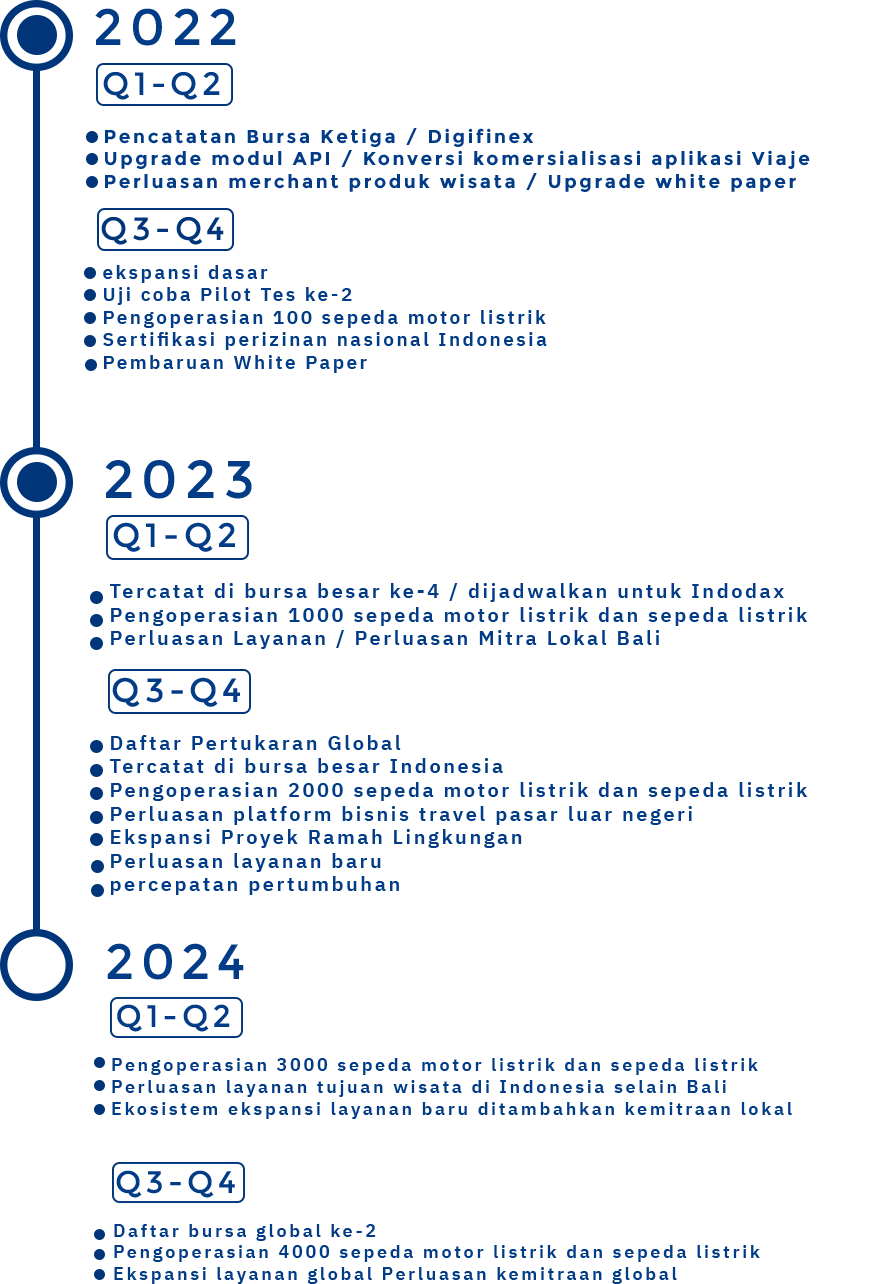 2022
Q1-Q2
Pencatatan Bursa Ketiga / Digifinex
Upgrade modul API / Konversi komersialisasi aplikasi Viaje
Perluasan merchant produk wisata / Upgrade white paper
Q3-Q4
ekspansi dasar
Uji coba Pilot Tes ke-2
Pengoperasian 100 sepeda motor listrik
Sertifikasi perizinan nasional Indonesia
Pembaruan White Paper
2023
Q1-Q2
Tercatat di bursa besar ke-4 / dijadwalkan untuk Indodax
Pengoperasian 1000 sepeda motor listrik dan sepeda listrik
Perluasan Layanan / Perluasan Mitra Lokal Bali
Q3-Q4
Daftar Pertukaran Global
Tercatat di bursa besar Indonesia
Pengoperasian 2000 sepeda motor listrik dan sepeda listrik
Perluasan platform bisnis travel pasar luar negeri
Ekspansi Proyek Ramah Lingkungan
Perluasan layanan baru
percepatan pertumbuhan
2024
Q1-Q2
Pengoperasian 3000 sepeda motor listrik dan sepeda listrik
Perluasan layanan tujuan wisata di Indonesia selain Bali
Ekosistem ekspansi layanan baru ditambahkan kemitraan lokal
Q3-Q4
Daftar bursa global ke-2
Pengoperasian 4000 sepeda motor listrik dan sepeda listrik
Ekspansi layanan global Perluasan kemitraan global